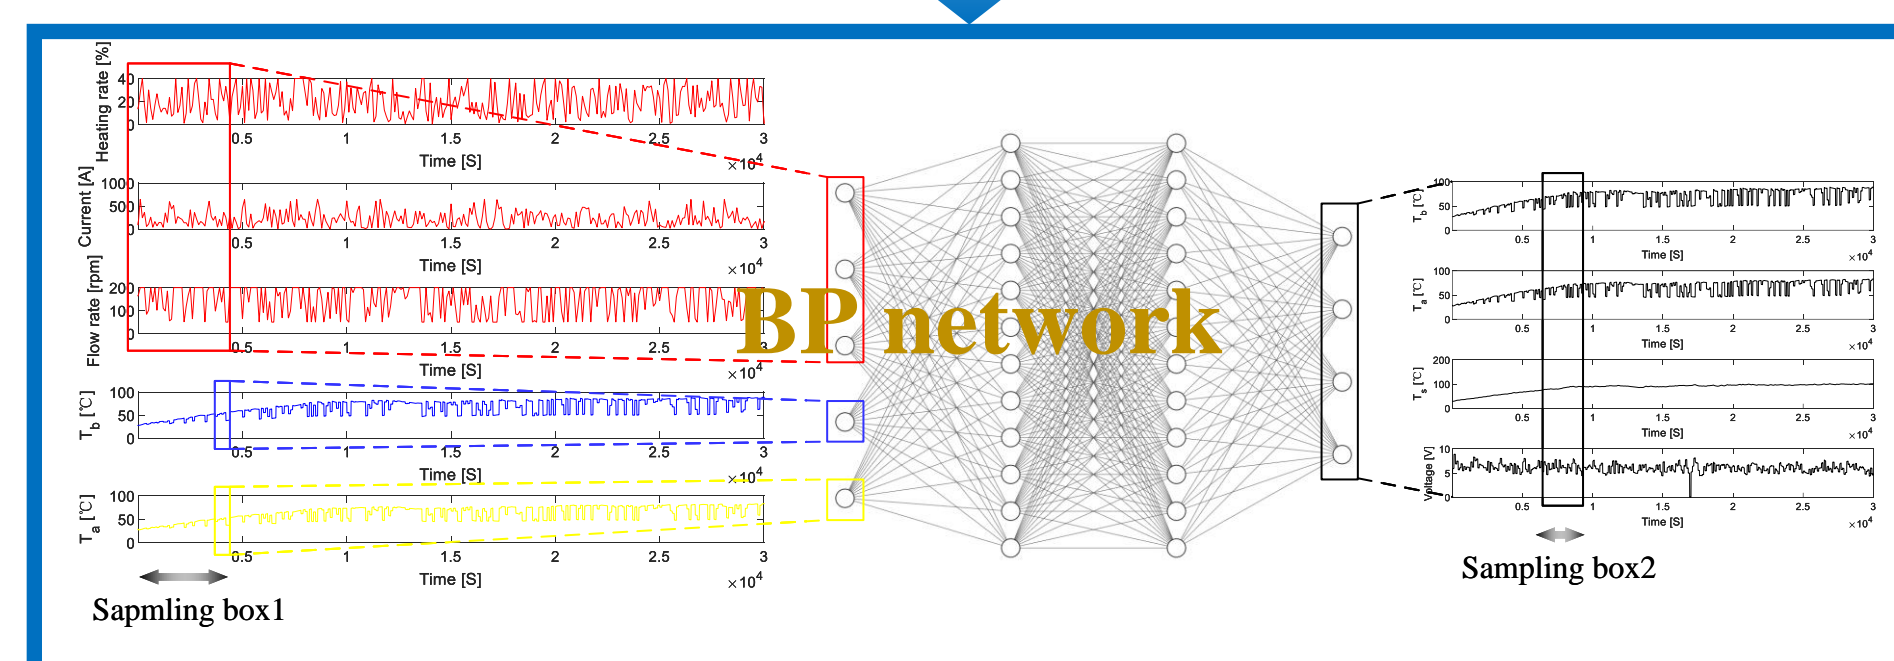 Heating rate [%]
40
20
0
0.5 1 1.5 2 2.5 3
Time [S]
×10⁴
Current [A]
1000
500
0
0.5 1 1.5 2 2.5 3
Time [S]
×10⁴
Flow rate [rpm]
200
100
0
0.5 1 1.5 2 2.5 3
Time [S]
×10⁴
T_b [℃]
100
50
0
0.5 1 1.5 2 2.5 3
Time [S]
×10⁴
T_a [℃]
100
50
0
0.5 1 1.5 2 2.5 3
Time [S]
×10⁴
Sapmling box1
BP network
T_b [℃]
100
50
0
0.5 1 1.5 2 2.5 3
Time [S]
×10⁴
T_a [℃]
100
50
0
0.5 1 1.5 2 2.5 3
Time [S]
×10⁴
T_s [℃]
200
100
0
0.5 1 1.5 2 2.5 3
Time [S]
×10⁴
Voltage [V]
10
5
0
0.5 1 1.5 2 2.5 3
Time [S]
×10⁴
Sampling box2